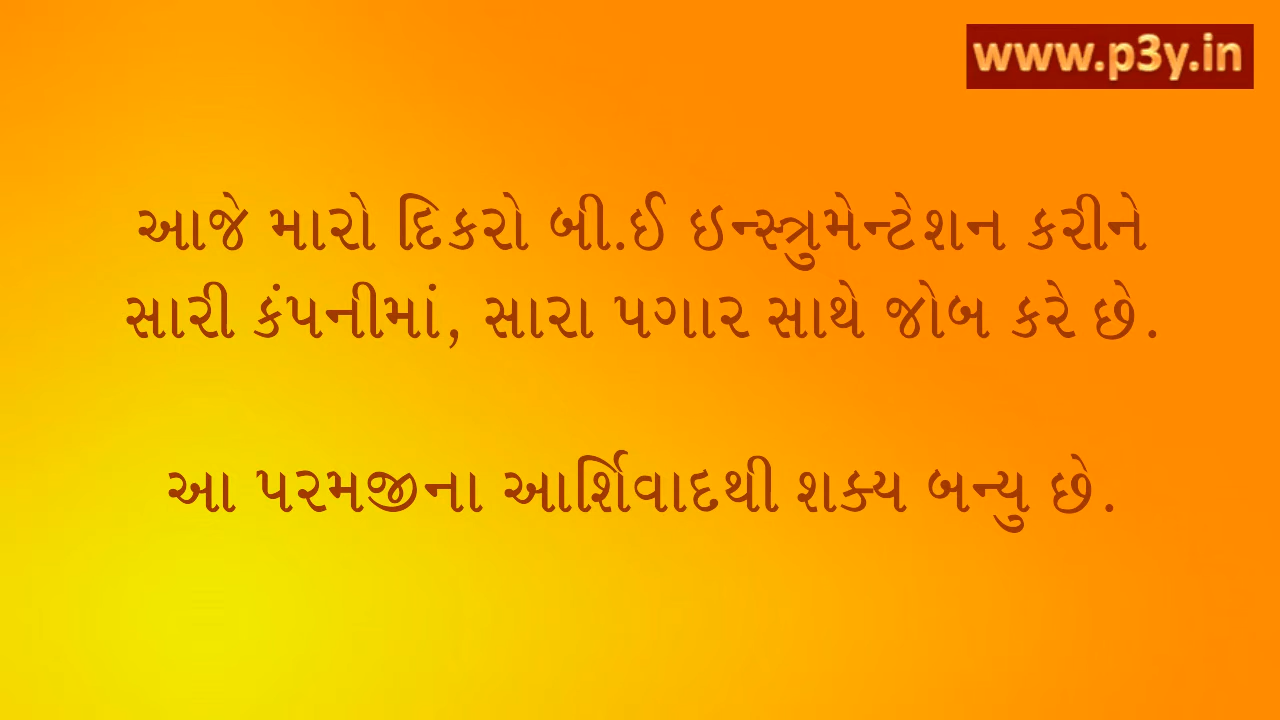 www.p3y.in
આજે મારો દિકરો બી.ઈ ઇન્સ્ત્રુમેન્ટેશન કરીને
સારી કંપનીમાં, સારા પગાર સાથે જોબ કરે છે.
આ પરમજીના આર્શિવાદથી શક્ય બન્યુ છે.